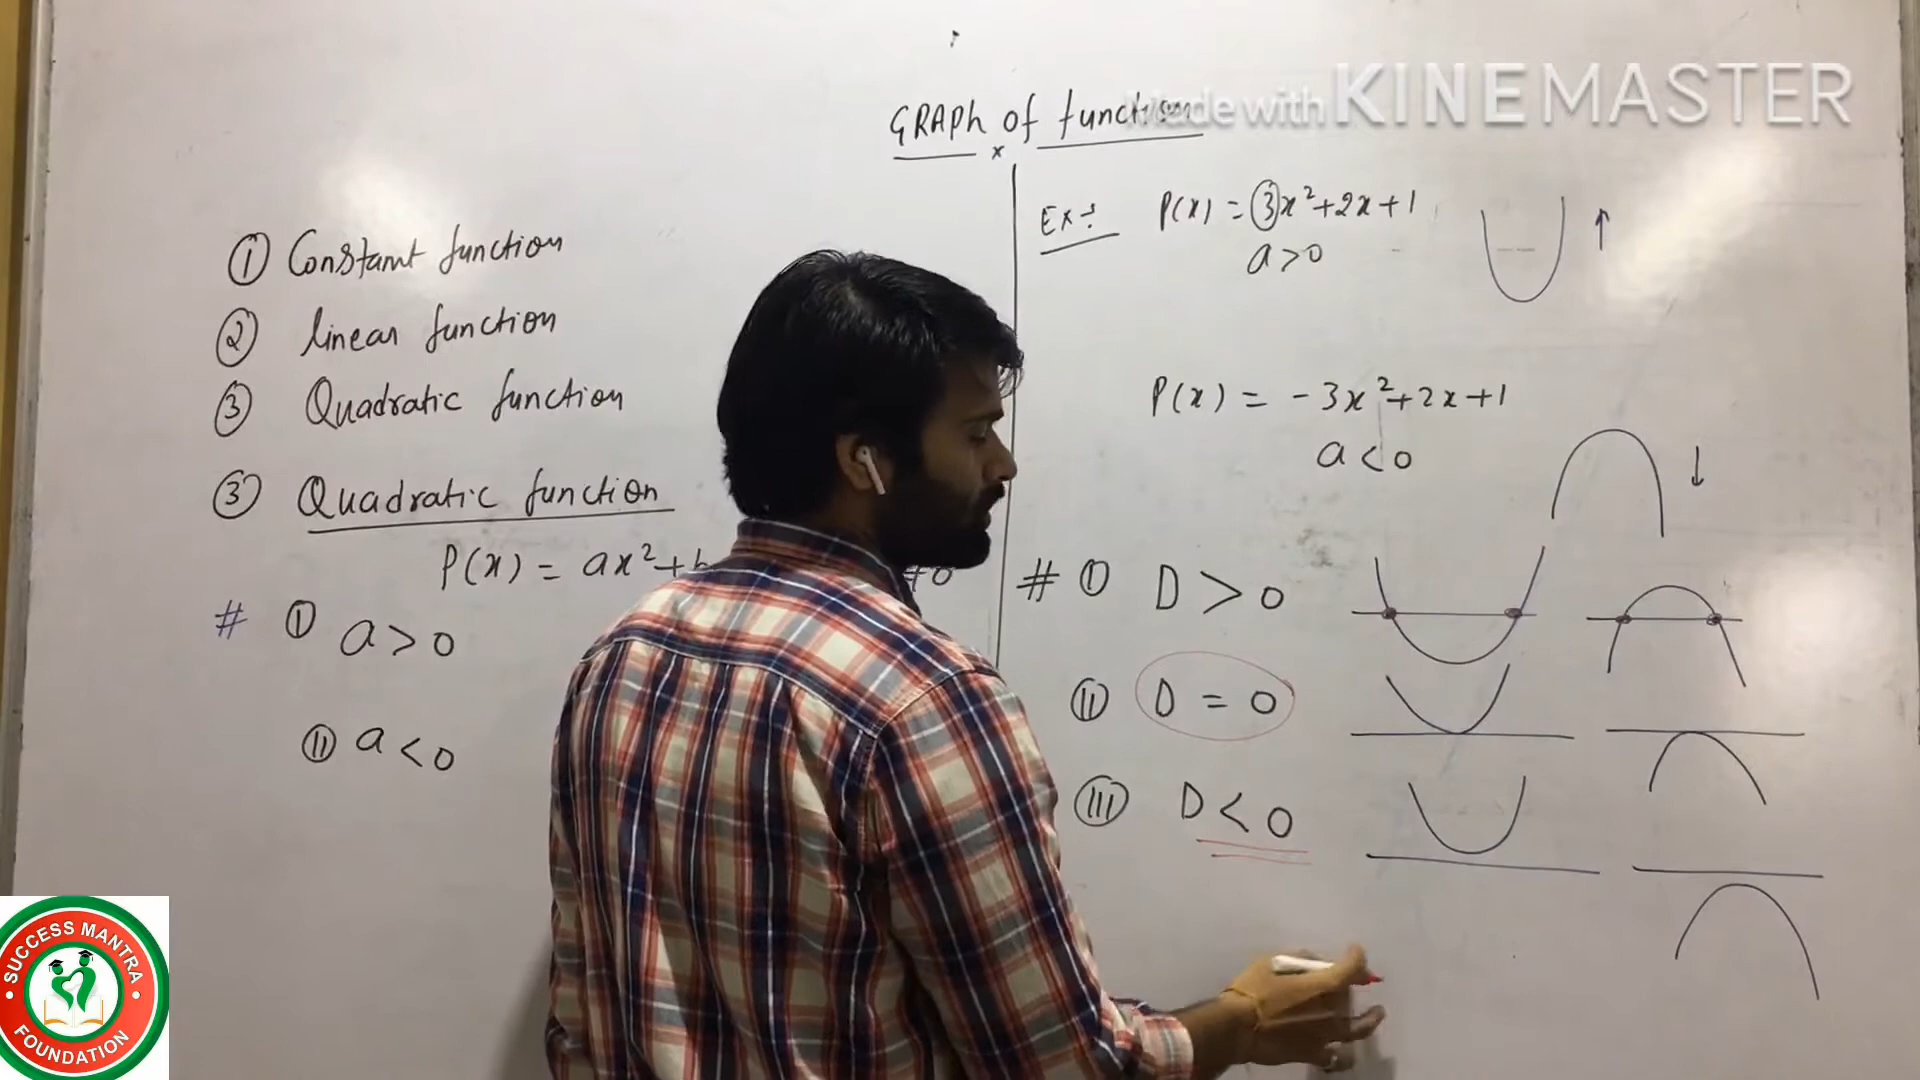 Made with KINEMASTER
GRAPh of function
① Constant function
② linear function
③ Quadratic function
③ Quadratic function
P(x) = ax²+b ≠0
# ① a > 0
⑪ a < 0
Ex:- P(x) = 3x²+2x+1
a > 0
P(x) = -3x²+2x+1
a < 0
# ① D > 0
⑪ D = 0
⑪I D < 0
SUCCESS MANTRA
FOUNDATION